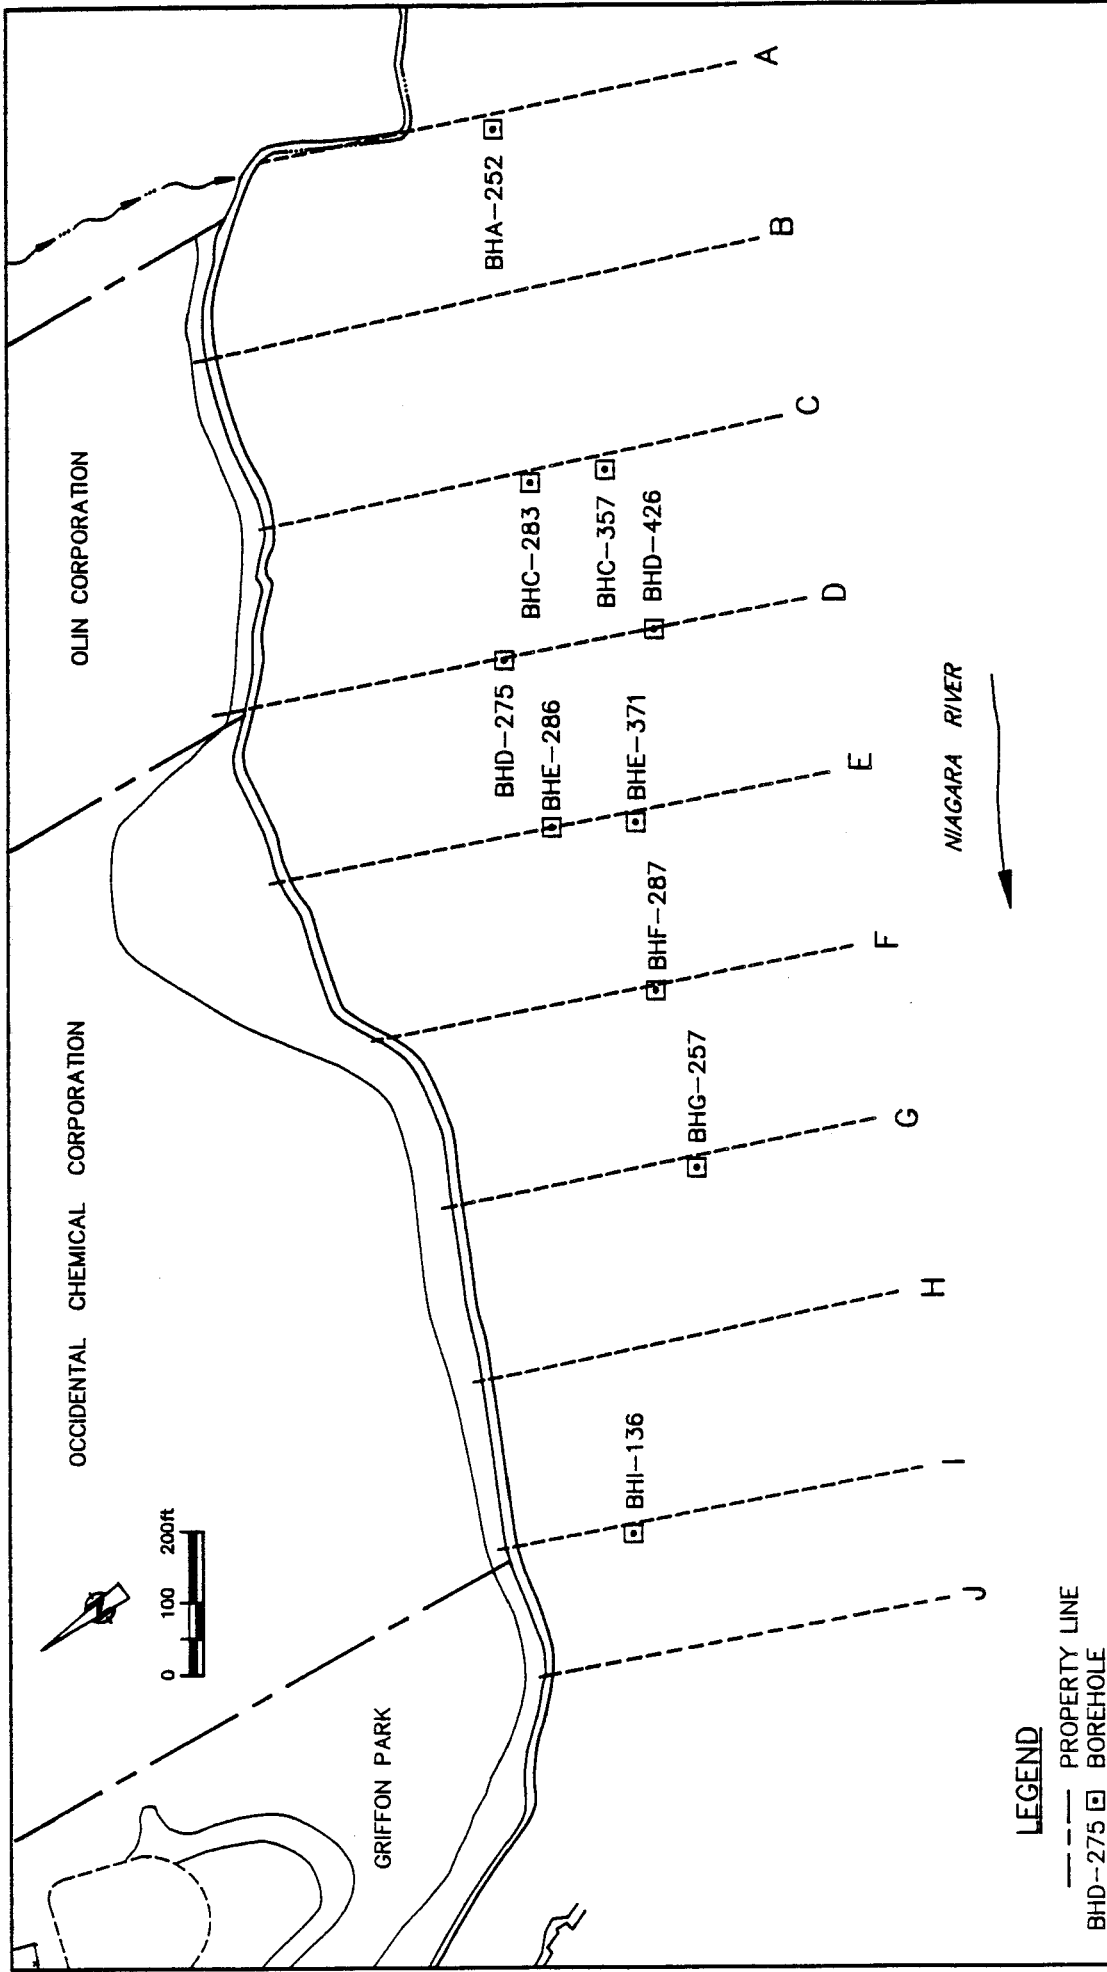 OCCIDENTAL CHEMICAL CORPORATION
OLIN CORPORATION
0 100 200ft
GRIFFON PARK
BHA-252
BHC-283
BHC-357
BHD-275
BHD-426
BHE-286
BHE-371
BHF-287
BHG-257
BHI-136
J
I
H
G
F
E
D
C
B
A
NIAGARA RIVER
LEGEND
PROPERTY LINE
BHD-275 BOREHOLE